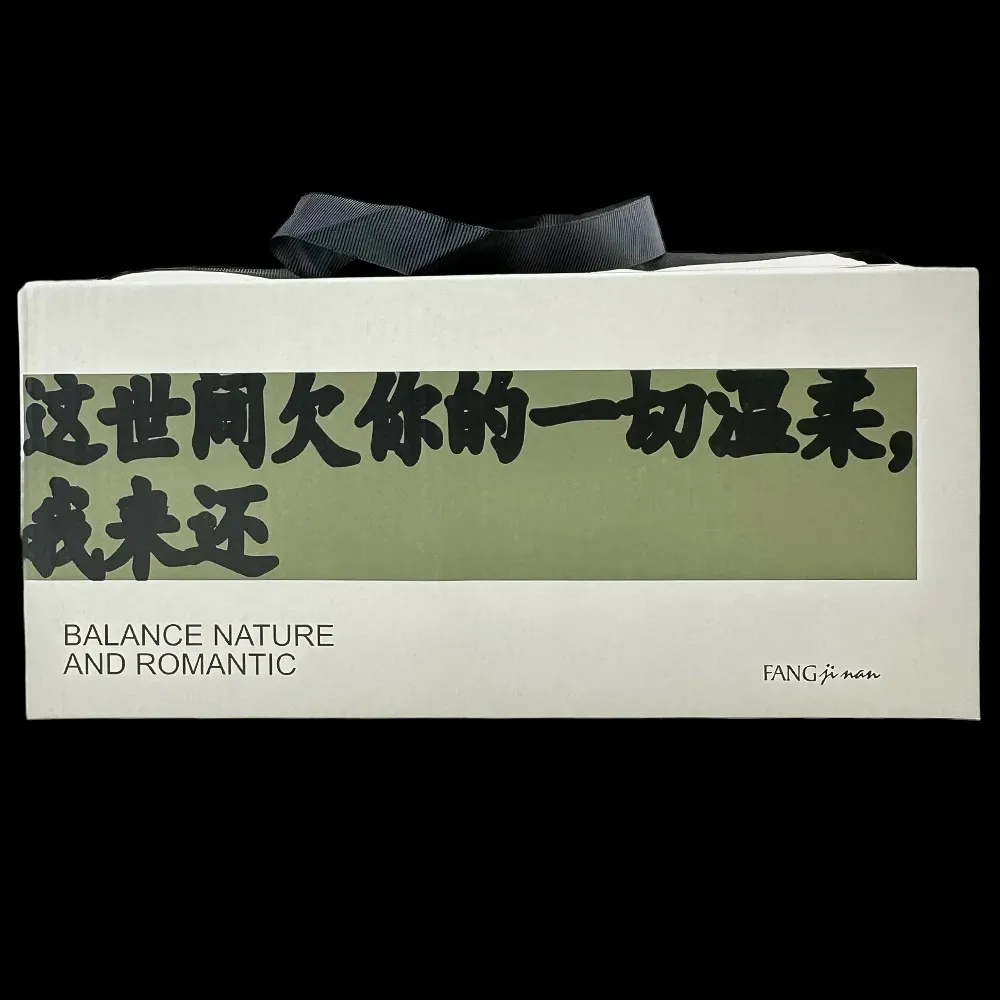 这世间欠你的一切温柔,
我来还
BALANCE NATURE
AND ROMANTIC
FANG ji nan